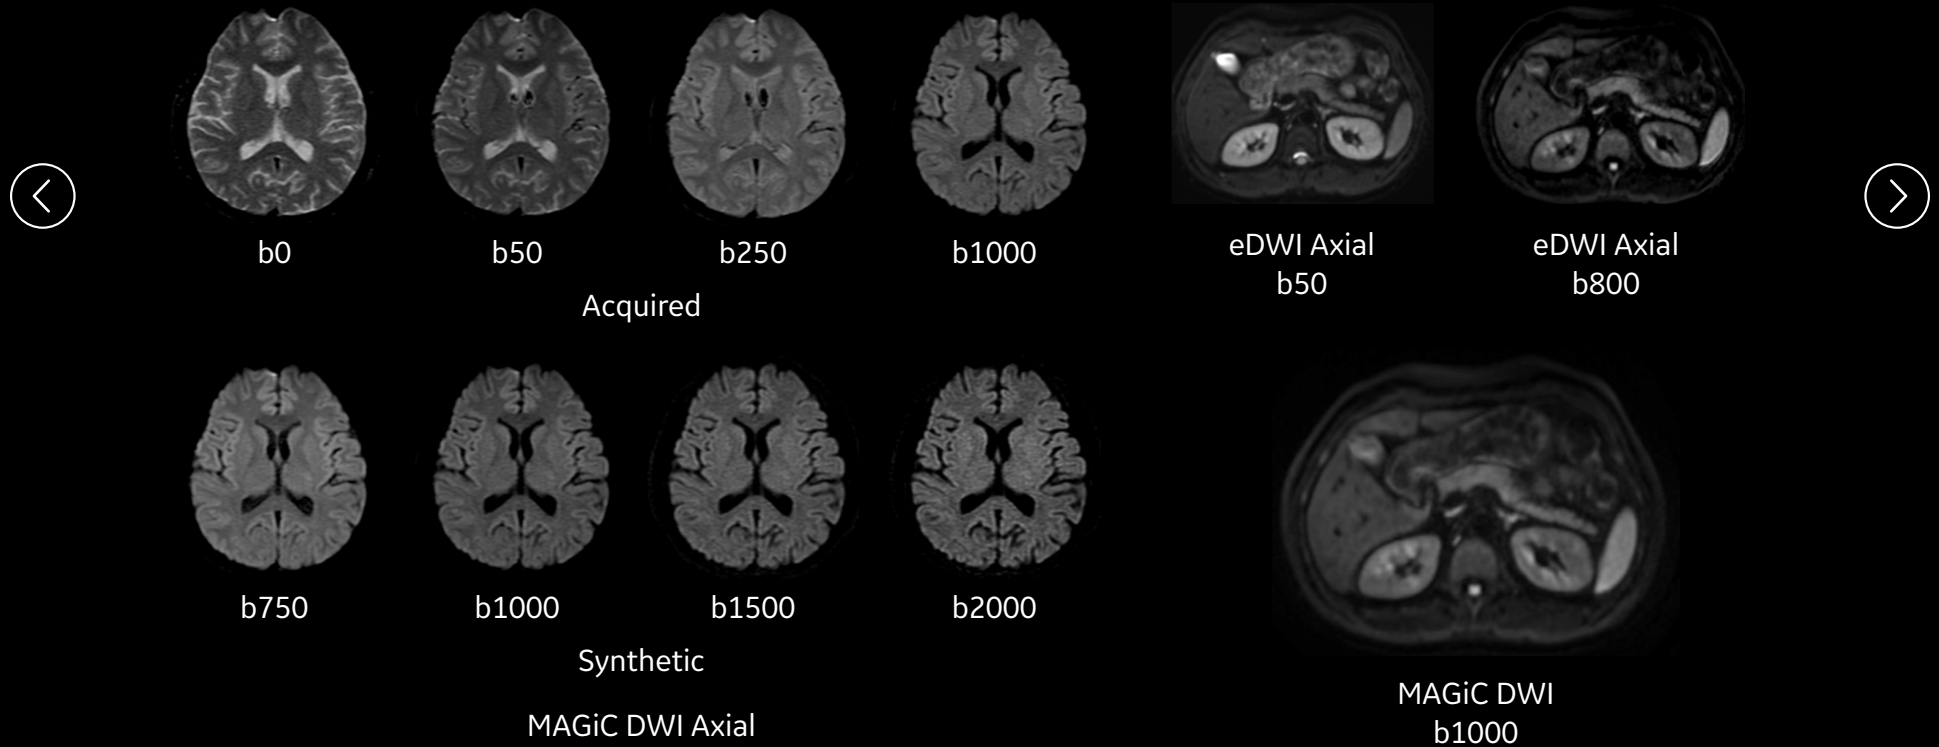 b0
b50
b250
b1000
Acquired
b750
b1000
b1500
b2000
Synthetic
MAGiC DWI Axial
eDWI Axial
b50
eDWI Axial
b800
MAGiC DWI
b1000